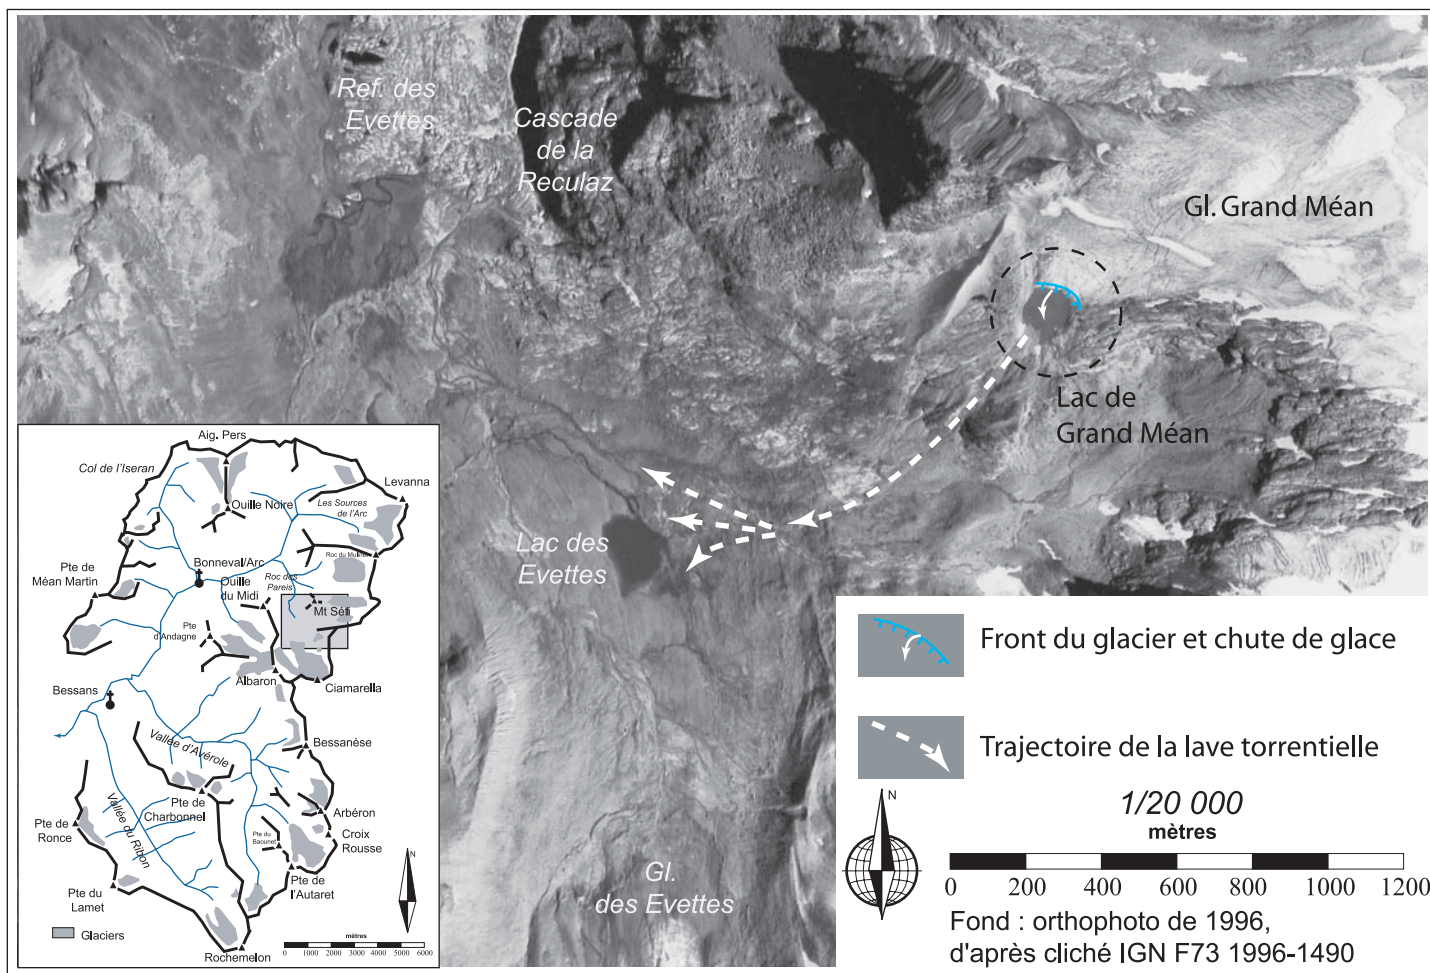 Ref. des
Evettes
Cascade
de la
Reculaz
Gl. Grand Méan
Lac de
Grand Méan
Lac des
Evettes
Gl.
des Evettes
Aig. Pers
Col de l'Iseran
Levanna
Ouille Noire
Les Sources
de l'Arc
Roc du Mulinet
Bonneval/Arc
Pte de
Méan Martin
Ouille
du Midi
Roc des
Pareis
Mt Séti
Pte
d'Andagne
Albaron
Ciamarella
Bessans
Vallée d'Avérole
Bessanèse
Pte de
Charbonnel
Arbéron
Pte de
Ronce
Vallée du Ribon
Croix
Rousse
Pte du
Baounet
Pte de
l'Autaret
Pte du
Lamet
N
Glaciers
mètres
0 1000 2000 3000 4000 5000 6000
Rochemelon
Front du glacier et chute de glace
Trajectoire de la lave torrentielle
N
1/20 000
mètres
0 200 400 600 800 1000 1200
Fond : orthophoto de 1996,
d'après cliché IGN F73 1996-1490